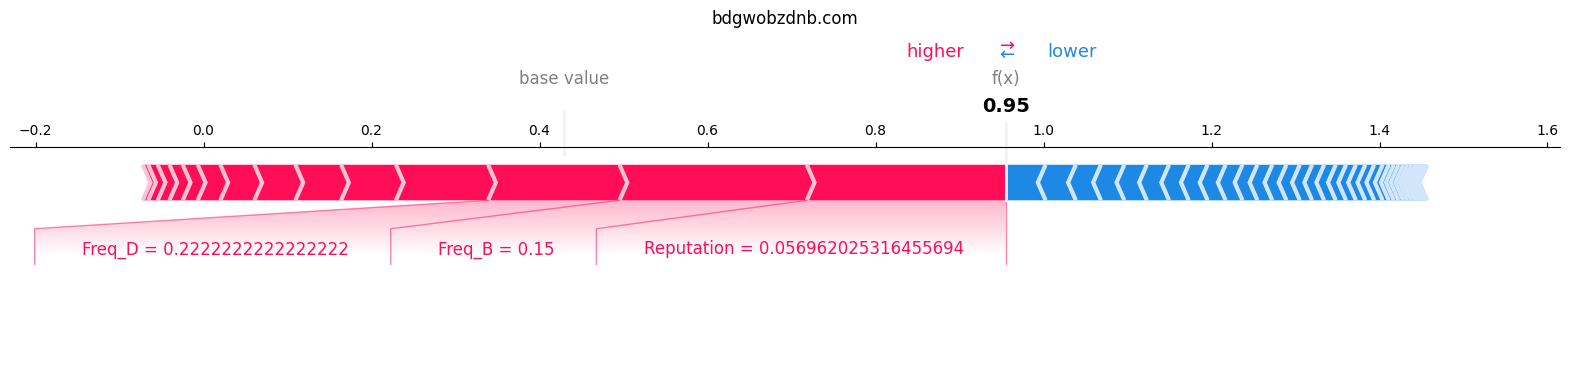 bdgwobzdnb.com
higher → ← lower
base value f(x)
0.95
−0.2 0.0 0.2 0.4 0.6 0.8 1.0 1.2 1.4 1.6
Freq_D = 0.2222222222222222 Freq_B = 0.15 Reputation = 0.056962025316455694